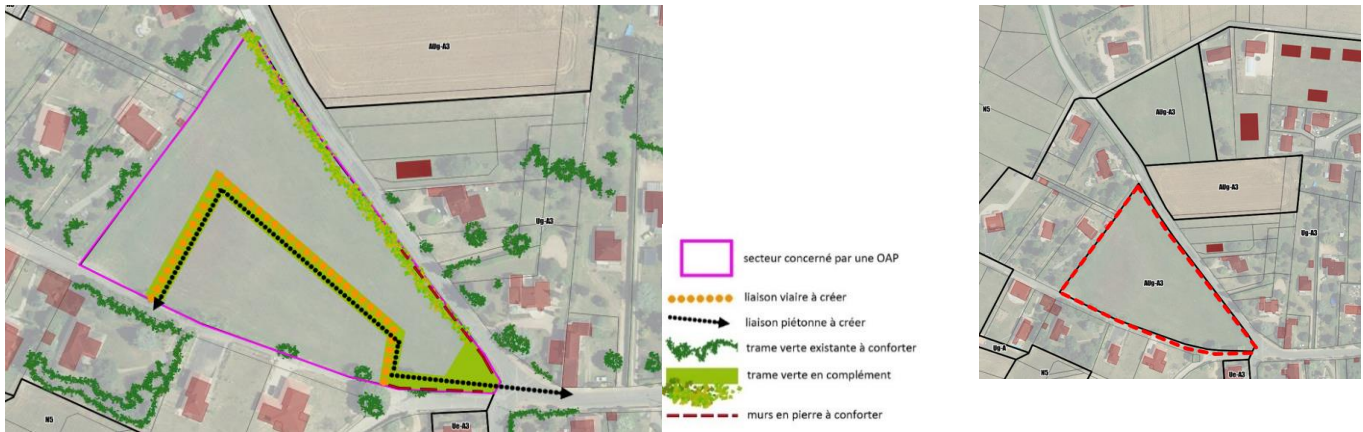 AUg-A3
Ug-A3
N5
Ue-A3
secteur concerné par une OAP
liaison viaire à créer
liaison piétonne à créer
trame verte existante à conforter
trame verte en complément
murs en pierre à conforter
N5
AUg-A3
AUg-A3
Ug-A3
AUg-A3
Ug-A
N5
Ue-A3